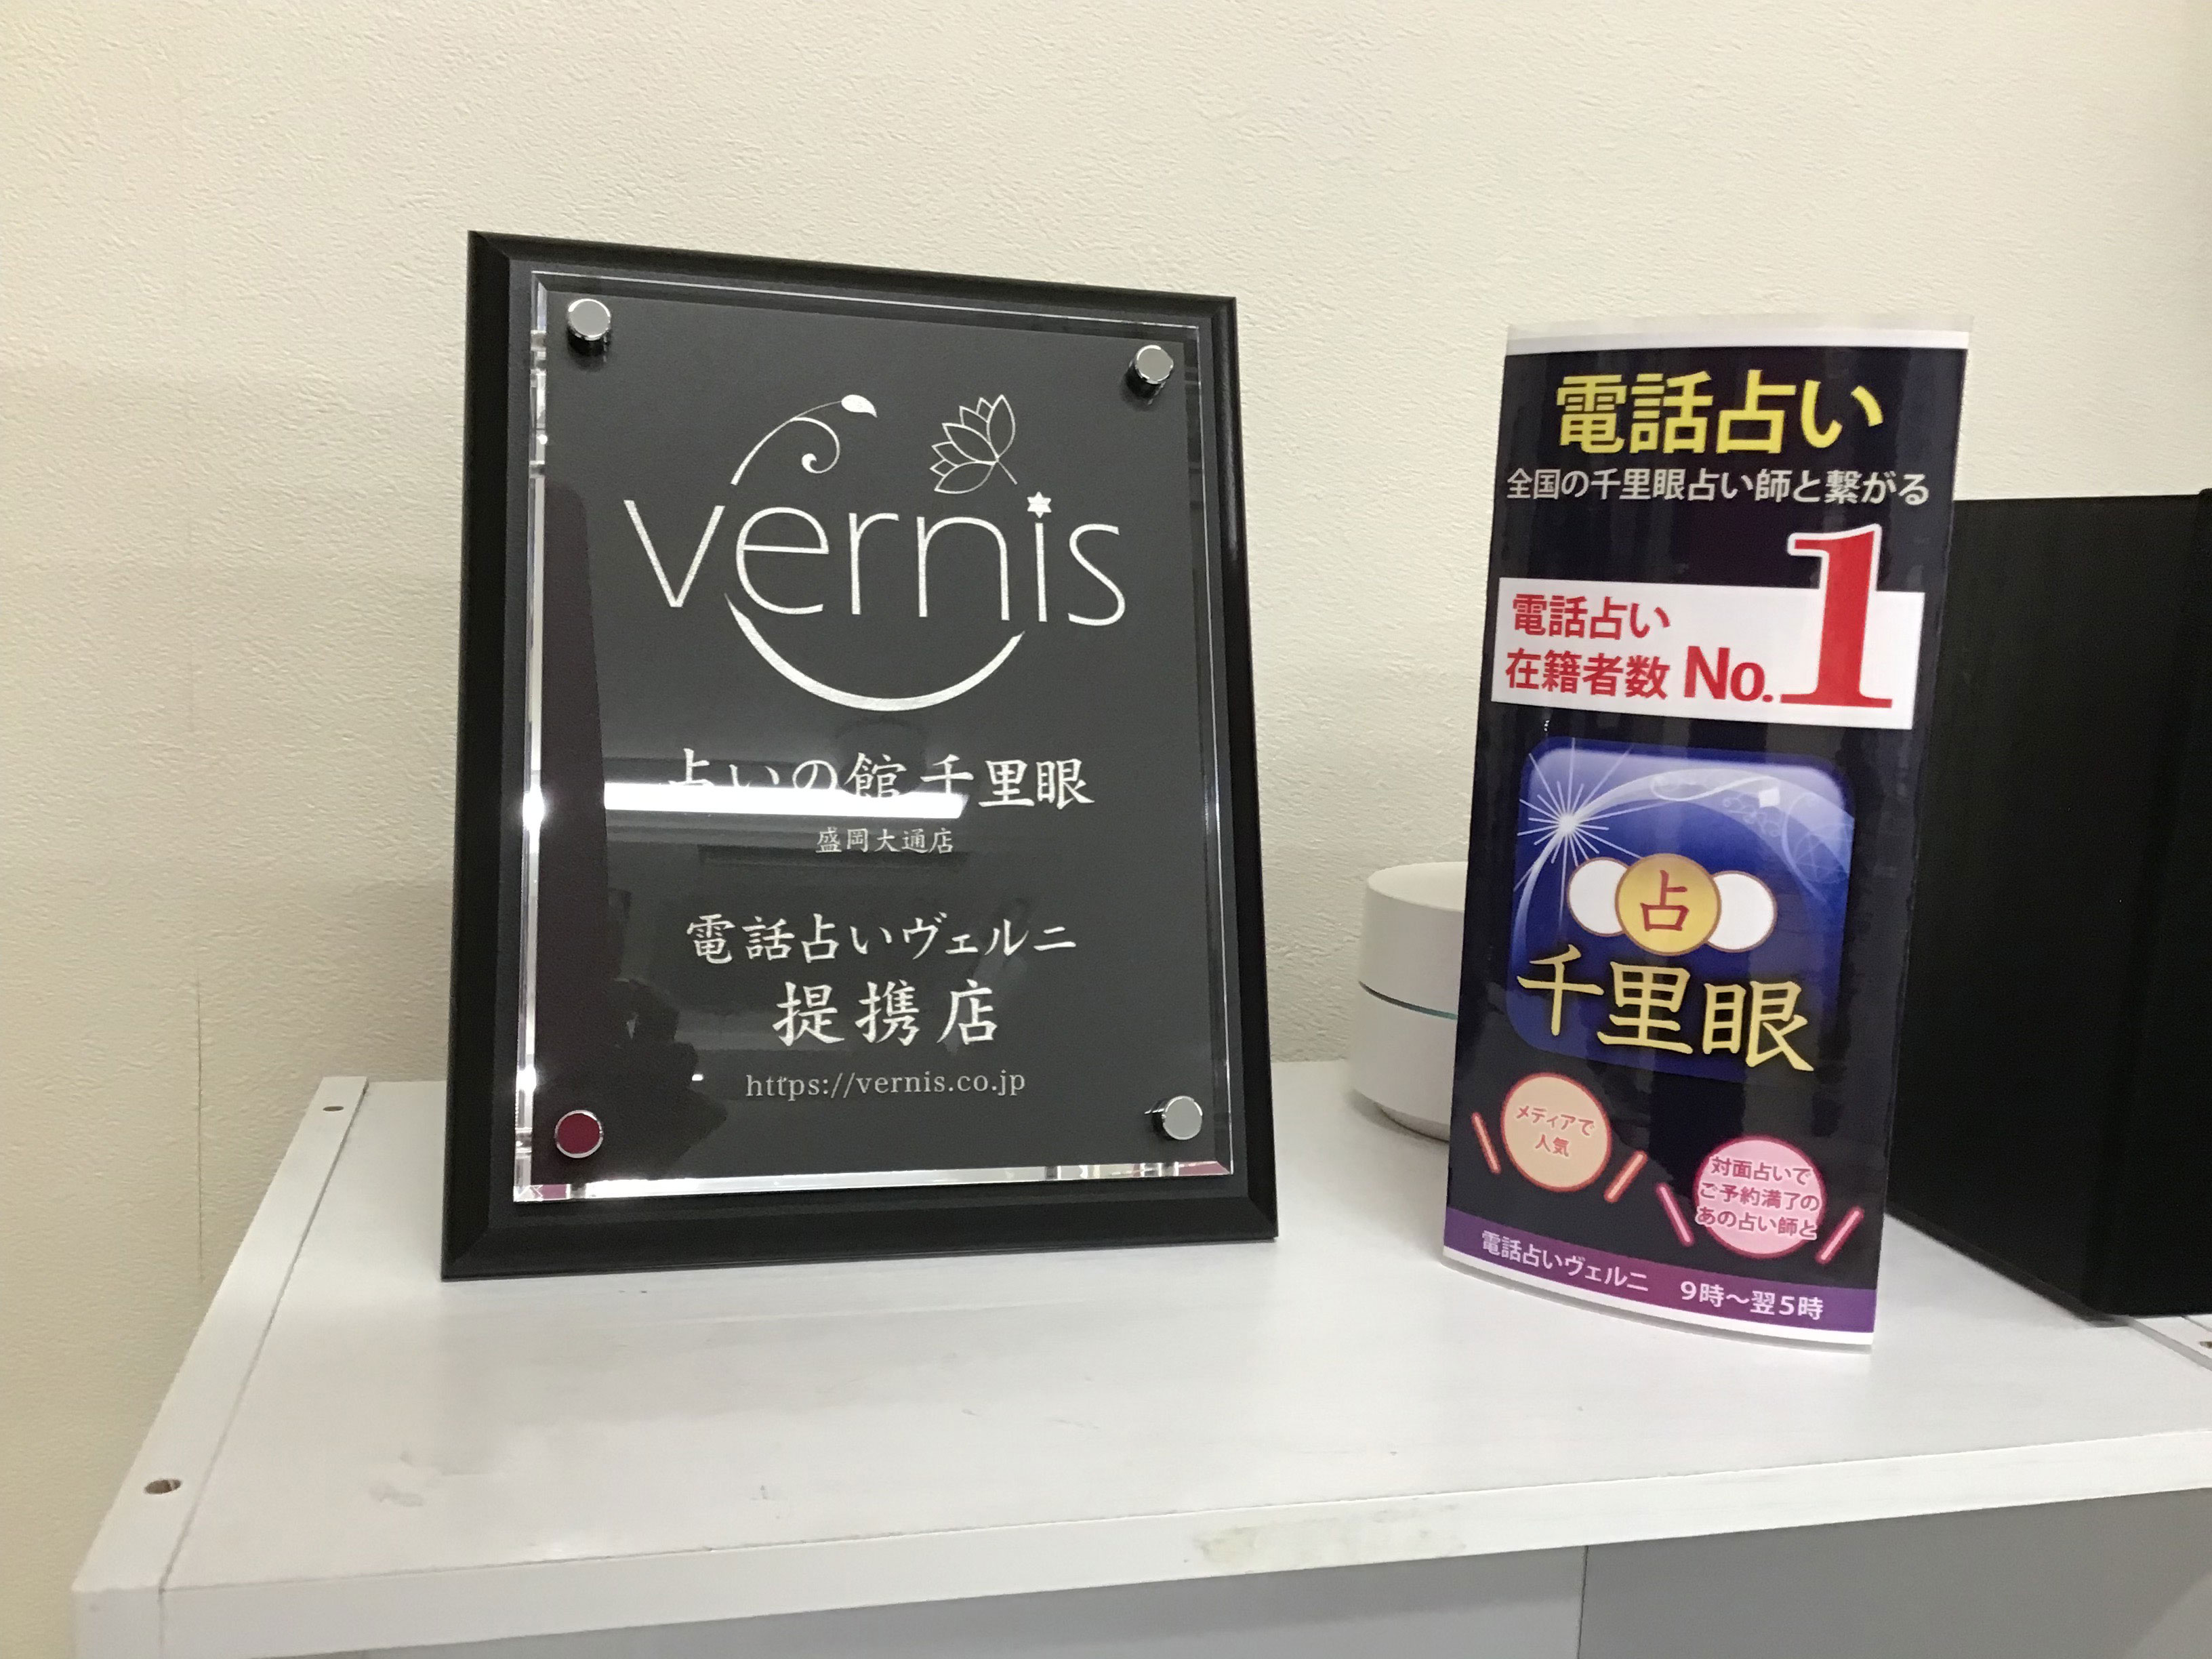 vernis
占いの館 千里眼
盛岡大通店
電話占いヴェルニ
提携店
https://vernis.co.jp
電話占い
全国の千里眼占い師と繋がる
電話占い
在籍者数 No.1
占
千里眼
メディアで
人気
対面占いで
ご予約満了の
あの占い師と
電話占いヴェルニ 9時〜翌5時